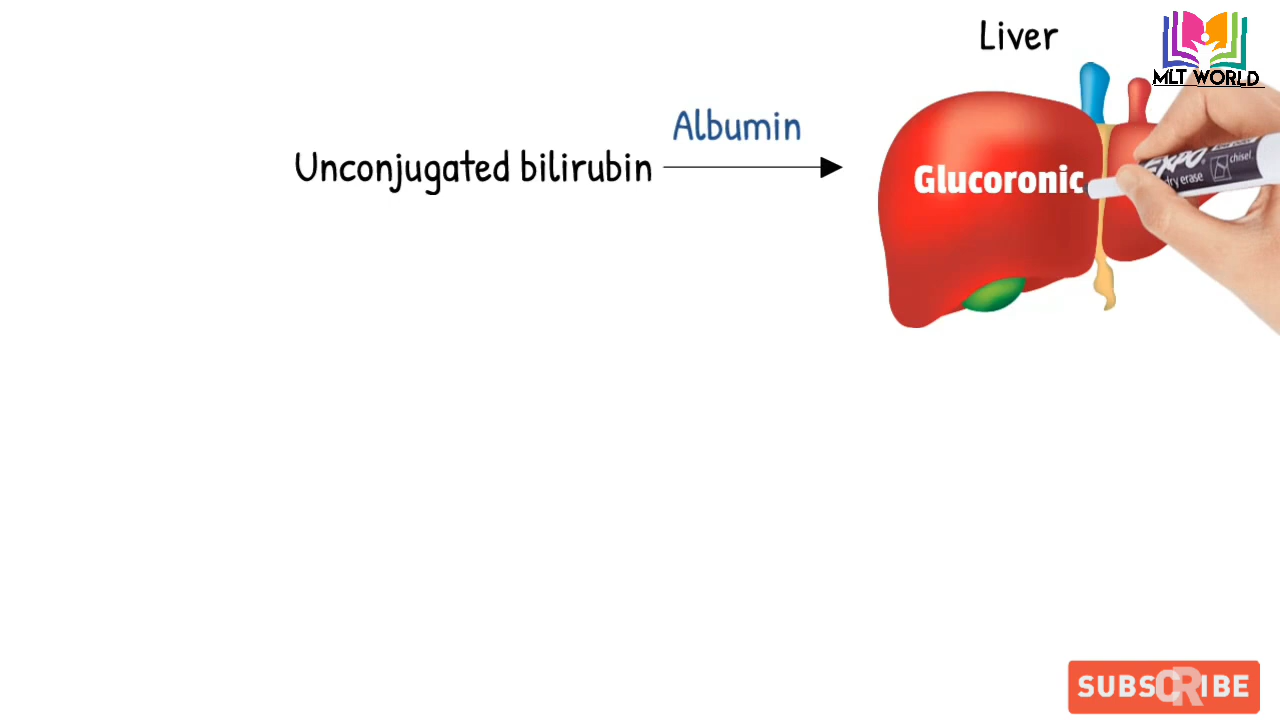 Liver
MLT WORLD
Albumin
Unconjugated bilirubin
Glucoronic
EXPO
dry erase
chisel
SUBSCRIBE